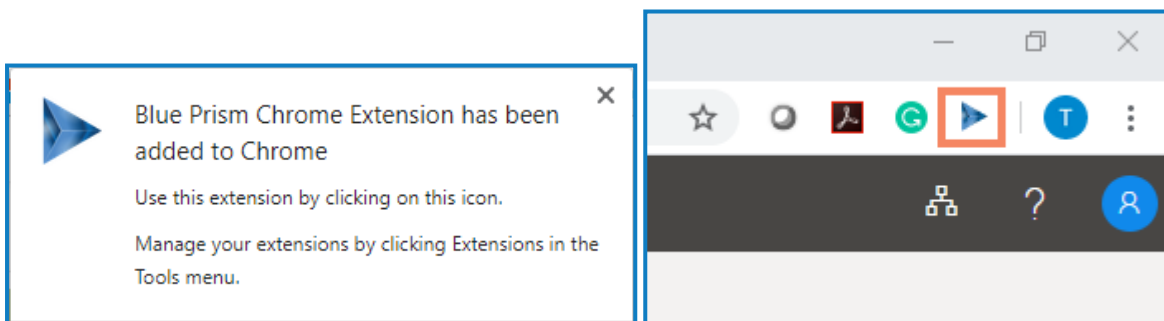 Blue Prism Chrome Extension has been
added to Chrome
Use this extension by clicking on this icon.
Manage your extensions by clicking Extensions in the
Tools menu.
G
T
?